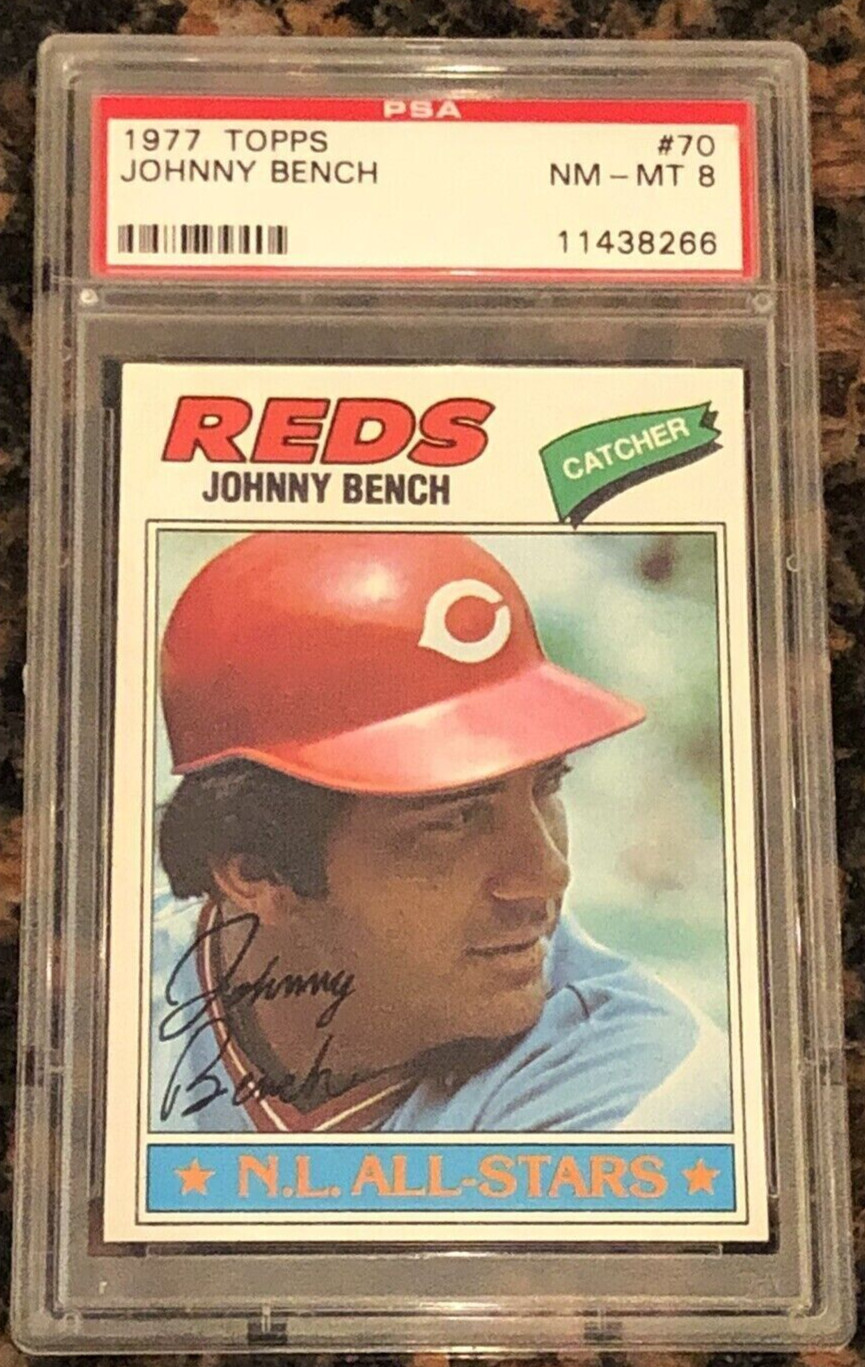 PSA
1977 TOPPS #70
JOHNNY BENCH NM-MT 8
11438266
REDS
JOHNNY BENCH
CATCHER
C
Johnny
Bench
★ N.L. ALL-STARS ★